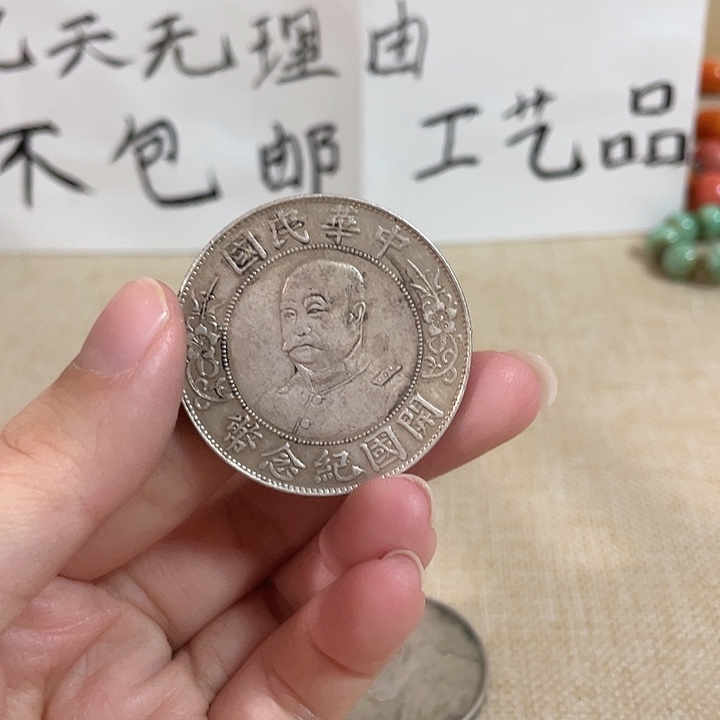 天无理由
不包邮 工艺品
中華民國
開國紀念幣